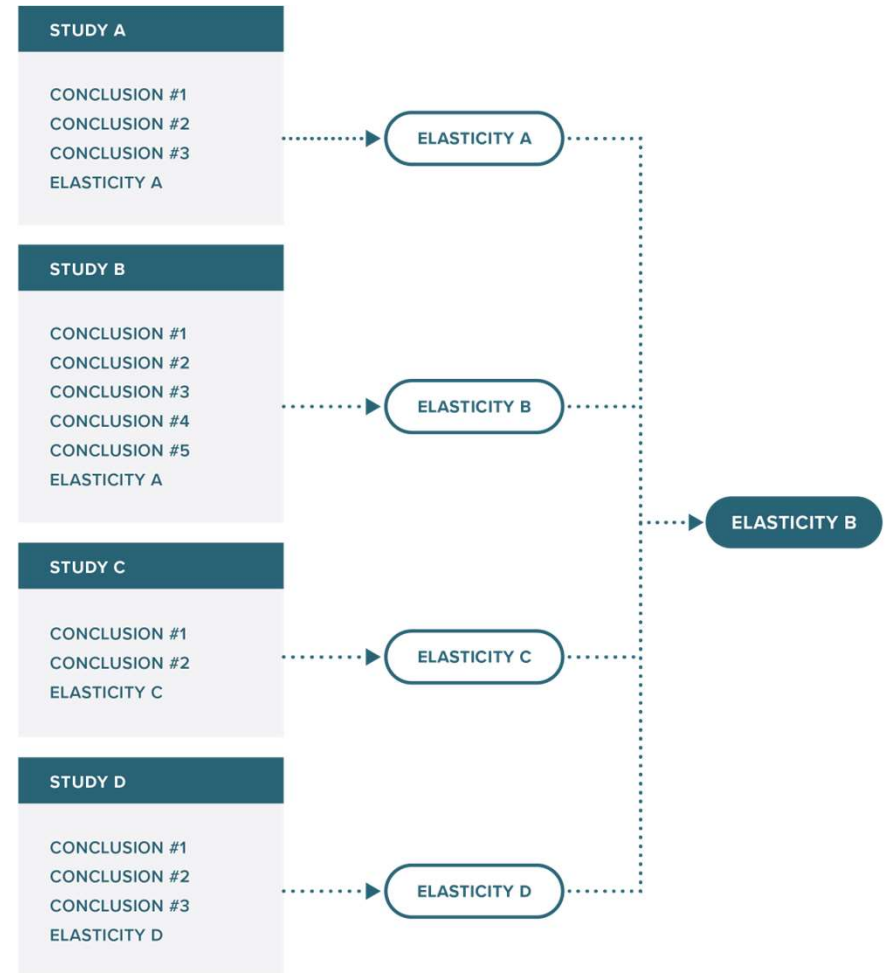 STUDY A
CONCLUSION #1
CONCLUSION #2
CONCLUSION #3
ELASTICITY A
ELASTICITY A
STUDY B
CONCLUSION #1
CONCLUSION #2
CONCLUSION #3
CONCLUSION #4
CONCLUSION #5
ELASTICITY A
ELASTICITY B
ELASTICITY B
STUDY C
CONCLUSION #1
CONCLUSION #2
ELASTICITY C
ELASTICITY C
STUDY D
CONCLUSION #1
CONCLUSION #2
CONCLUSION #3
ELASTICITY D
ELASTICITY D